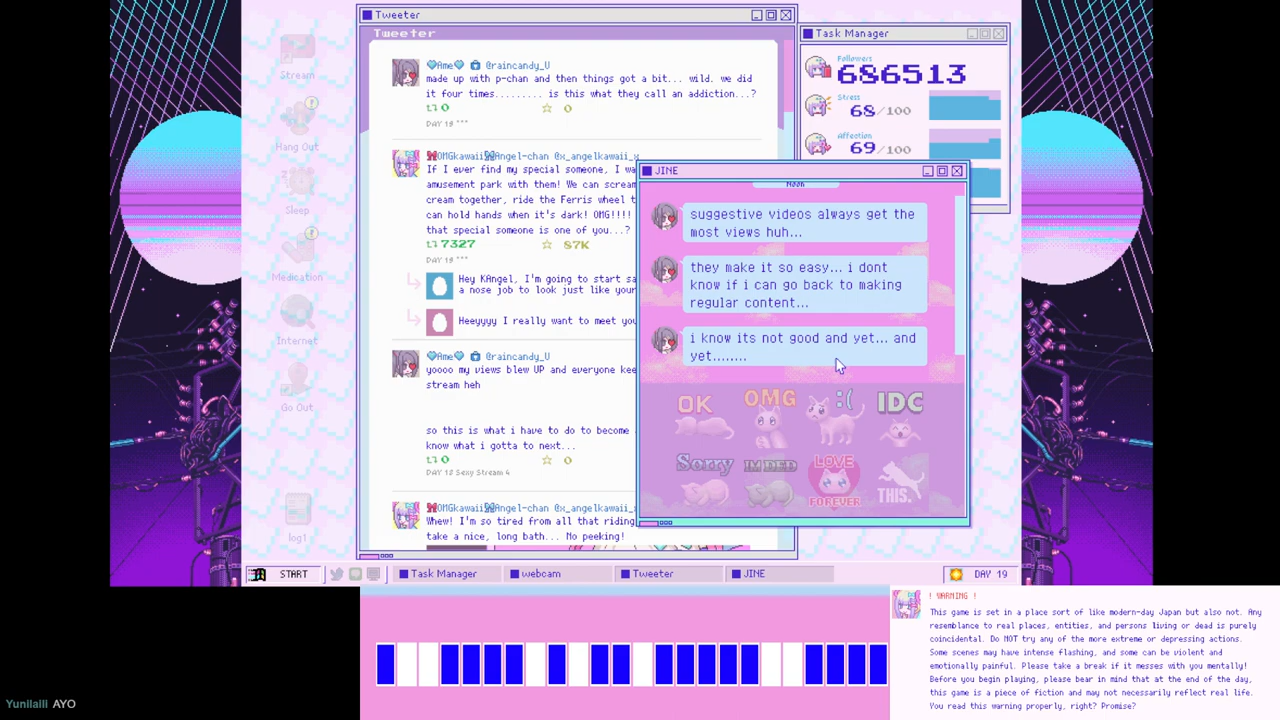 Tweeter
Tweeter
♡Ame♡ @raincandy_U
made up with p-chan and then things got a bit... wild. we did
it four times......... is this what they call an addiction...?
0
0
DAY 19
OMGkawaiiAngel-chan @x_angelkawaii_x
If I ever find my special someone, I wa
amusement park with them! We can scream
cream together, ride the Ferris wheel t
can hold hands when it's dark! OMG!!!!
that special someone is one of you...?
7327
87K
DAY 19
Hey KAngel, I'm going to start sa
a nose job to look just like your
Heeyyyy I really want to meet you
♡Ame♡ @raincandy_U
yoooo my views blew UP and everyone kee
stream heh
so this is what i have to do to become
know what i gotta to next...
0
0
DAY 18 Sexy Stream 4
OMGkawaiiAngel-chan @x_angelkawaii_x
Whew! I'm so tired from all that riding
take a nice, long bath... No peeking!
Stream
Hang Out
Sleep
Medication
Internet
Go Out
log1
Task Manager
Followers
686513
Stress
68/100
Affection
69/100
JINE
Noon
suggestive videos always get the
most views huh...
they make it so easy... i dont
know if i can go back to making
regular content...
i know its not good and yet... and
yet........
OK
OMG
:(
IDC
Sorry
IM DED
LOVE
FOREVER
THIS.
START
Task Manager
webcam
Tweeter
JINE
DAY 19
! WARNING !
This game is set in a place sort of like modern-day Japan but also not. Any
resemblance to real places, entities, and persons living or dead is purely
coincidental. Do NOT try any of the more extreme or depressing actions.
Some scenes may have intense flashing, and some can be violent and
emotionally painful. Please take a break if it messes with you mentally!
Before you begin playing, please bear in mind that at the end of the day,
this game is a piece of fiction and may not necessarily reflect real life.
You read this warning properly, right? Promise?
Yunilalli AYO